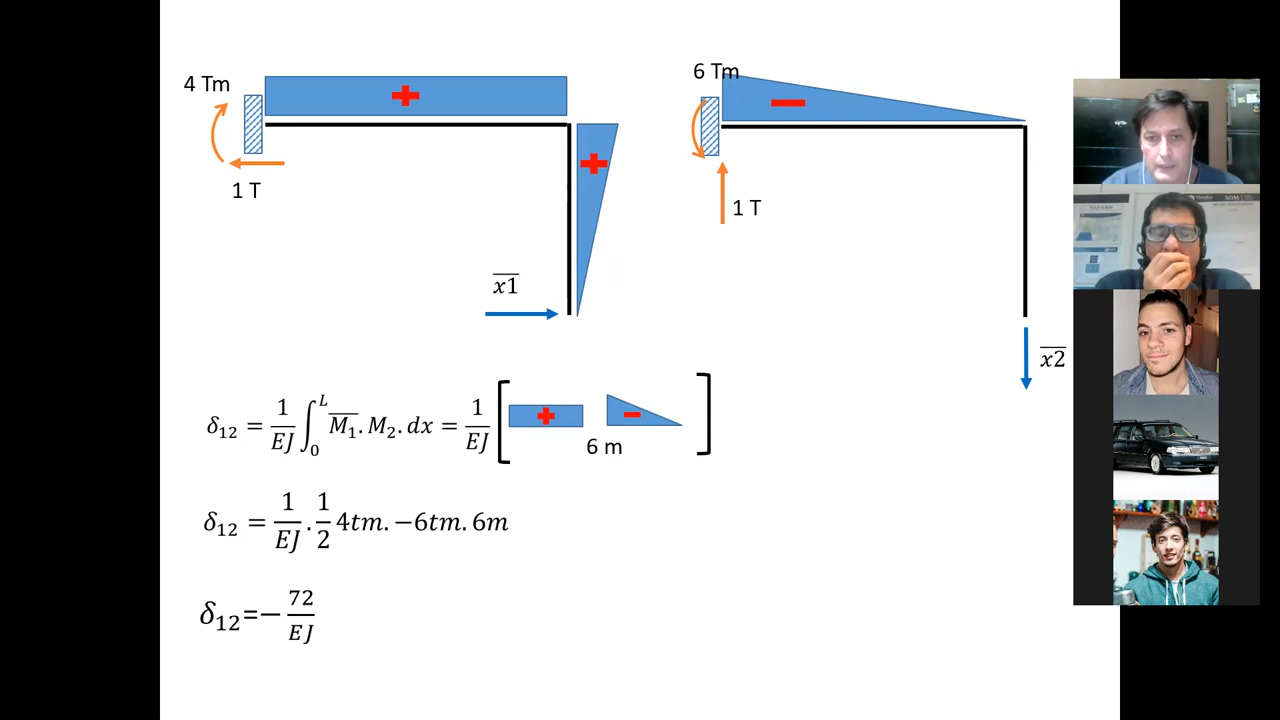 4 Tm
1 T
x1
6 Tm
1 T
x2
δ12 = 1/EJ ∫0^L M1 . M2 . dx = 1/EJ [ + − ]
6 m
δ12 = 1/EJ . 1/2 4tm. −6tm. 6m
δ12=− 72/EJ